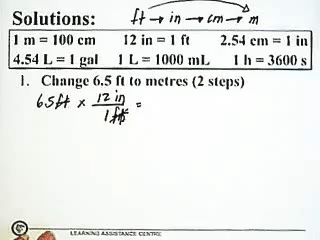 Solutions: ft → in → cm → m
1 m = 100 cm 12 in = 1 ft 2.54 cm = 1 in
4.54 L = 1 gal 1 L = 1000 mL 1 h = 3600 s
1. Change 6.5 ft to metres (2 steps)
6.5 ft × 12 in / 1 ft =
LEARNING ASSISTANCE CENTRE